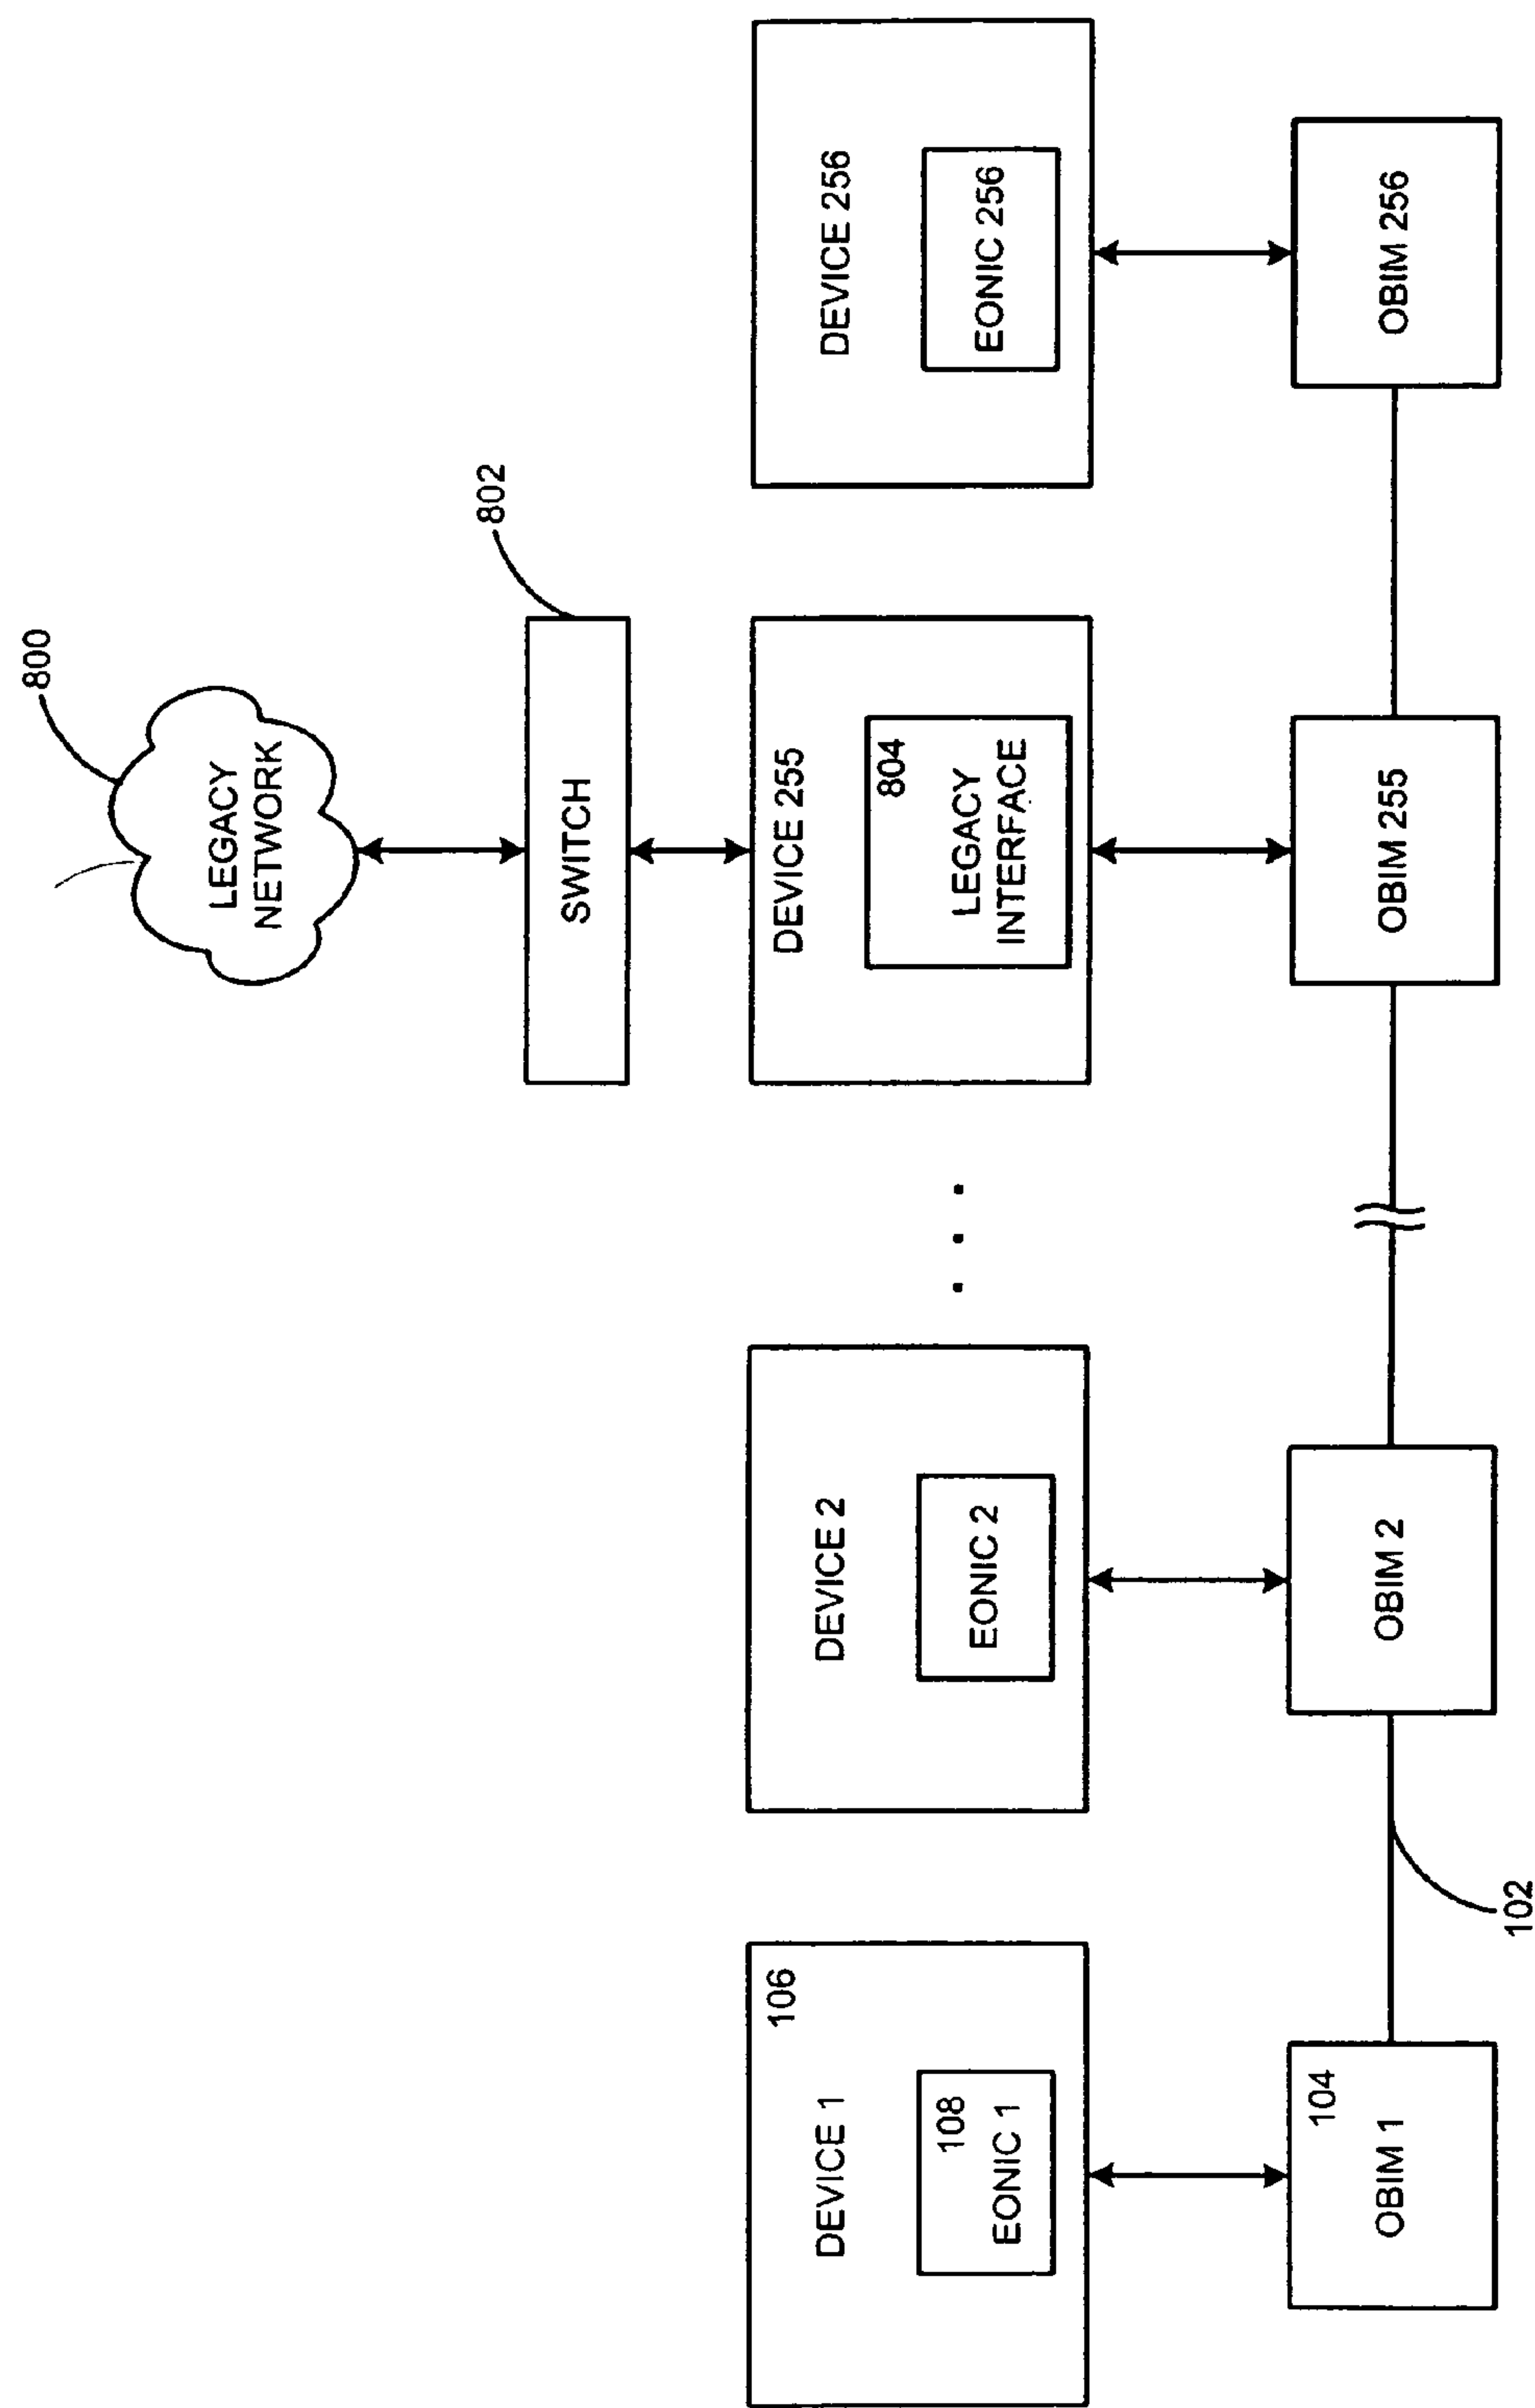 800
LEGACY
NETWORK
802
SWITCH
106
DEVICE 1
108
EONIC 1
DEVICE 2
EONIC 2
. . .
DEVICE 255
804
LEGACY
INTERFACE
DEVICE 256
EONIC 256
104
OBIM 1
102
OBIM 2
OBIM 255
OBIM 256